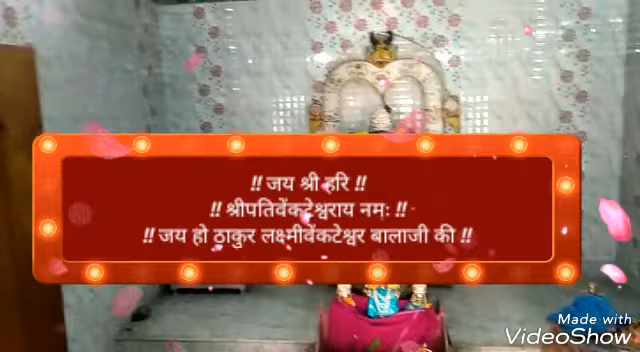 !! जय श्री हरि !!
!! श्रीपतिवेंकटेश्वराय नमः !!
!! जय हो ठाकुर लक्ष्मीवेंकटेश्वर बालाजी की !!
Made with
VideoShow